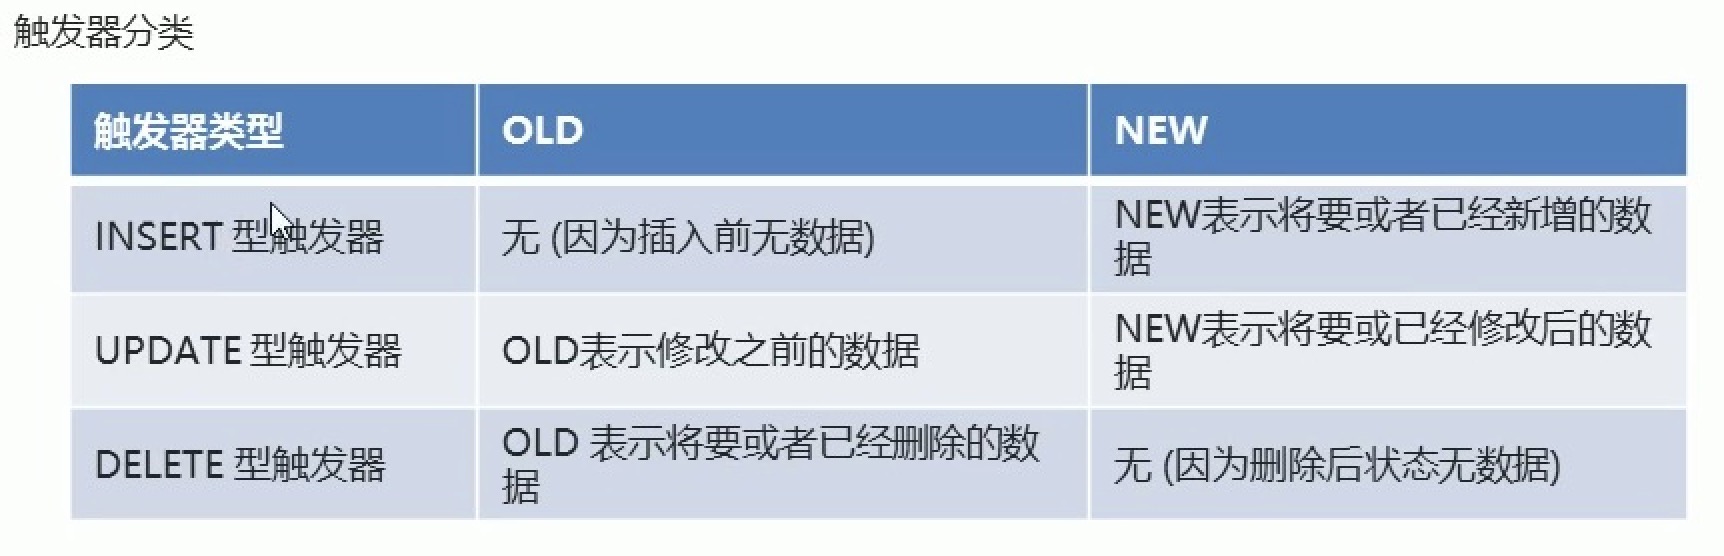 触发器分类
触发器类型
OLD
NEW
INSERT 型触发器
无 (因为插入前无数据)
NEW表示将要或者已经新增的数
据
UPDATE 型触发器
OLD表示修改之前的数据
NEW表示将要或已经修改后的数
据
DELETE 型触发器
OLD 表示将要或者已经删除的数
据
无 (因为删除后状态无数据)